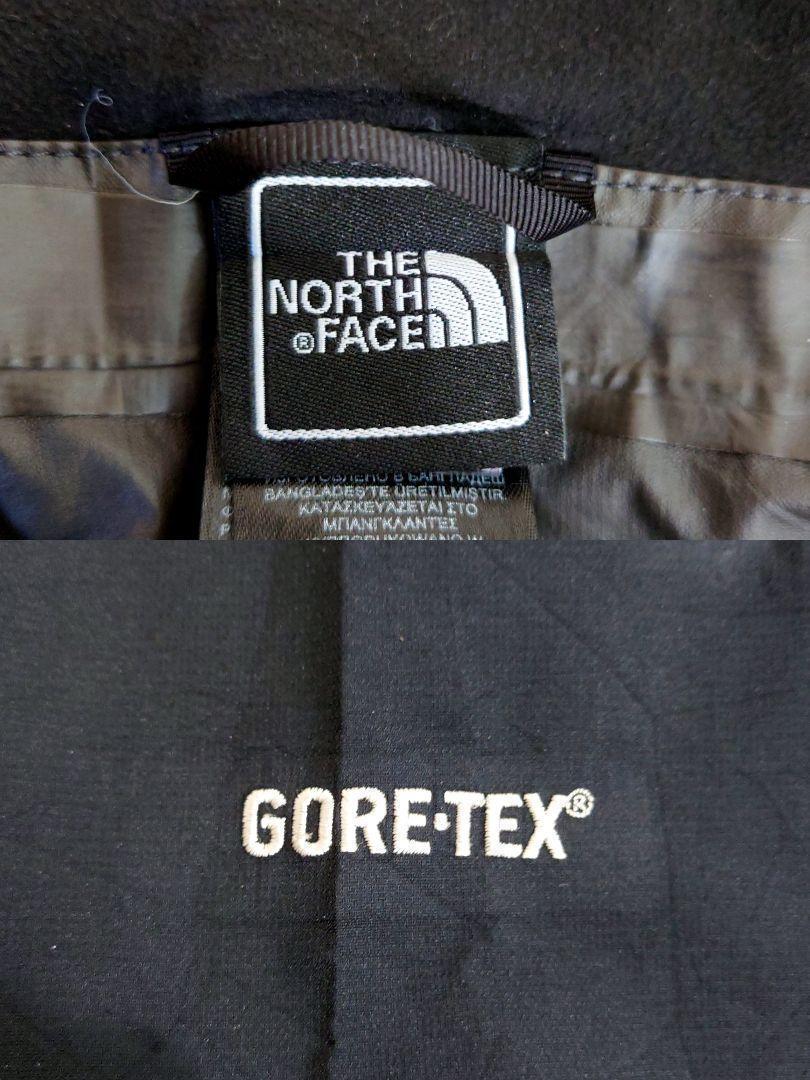 THE
NORTH
®FACE
BANGLADEŞ'TE ÜRETİLMİŞTİR
ΚΑΤΑΣΚΕΥΑΖΕΤΑΙ ΣΤΟ
ΜΠΑΝΓΚΛΑΝΤΕΣ
GORE·TEX®